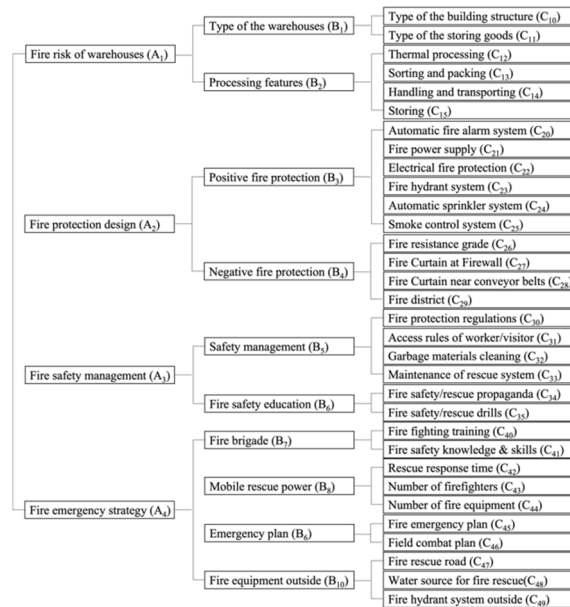 Type of the building structure (C₁₀)
Type of the warehouses (B₁)
Type of the storing goods (C₁₁)
Fire risk of warehouses (A₁)
Thermal processing (C₁₂)
Sorting and packing (C₁₃)
Processing features (B₂)
Handling and transporting (C₁₄)
Storing (C₁₅)
Automatic fire alarm system (C₂₀)
Fire power supply (C₂₁)
Electrical fire protection (C₂₂)
Positive fire protection (B₃)
Fire hydrant system (C₂₃)
Automatic sprinkler system (C₂₄)
Fire protection design (A₂)
Smoke control system (C₂₅)
Fire resistance grade (C₂₆)
Fire Curtain at Firewall (C₂₇)
Negative fire protection (B₄)
Fire Curtain near conveyor belts (C₂₈)
Fire district (C₂₉)
Fire protection regulations (C₃₀)
Access rules of worker/visitor (C₃₁)
Safety management (B₅)
Garbage materials cleaning (C₃₂)
Maintenance of rescue system (C₃₃)
Fire safety management (A₃)
Fire safety/rescue propaganda (C₃₄)
Fire safety education (B₆)
Fire safety/rescue drills (C₃₅)
Fire fighting training (C₄₀)
Fire brigade (B₇)
Fire safety knowledge & skills (C₄₁)
Rescue response time (C₄₂)
Mobile rescue power (B₈)
Number of firefighters (C₄₃)
Number of fire equipment (C₄₄)
Fire emergency strategy (A₄)
Fire emergency plan (C₄₅)
Emergency plan (B₆)
Field combat plan (C₄₆)
Fire rescue road (C₄₇)
Fire equipment outside (B₁₀)
Water source for fire rescue(C₄₈)
Fire hydrant system outside (C₄₉)